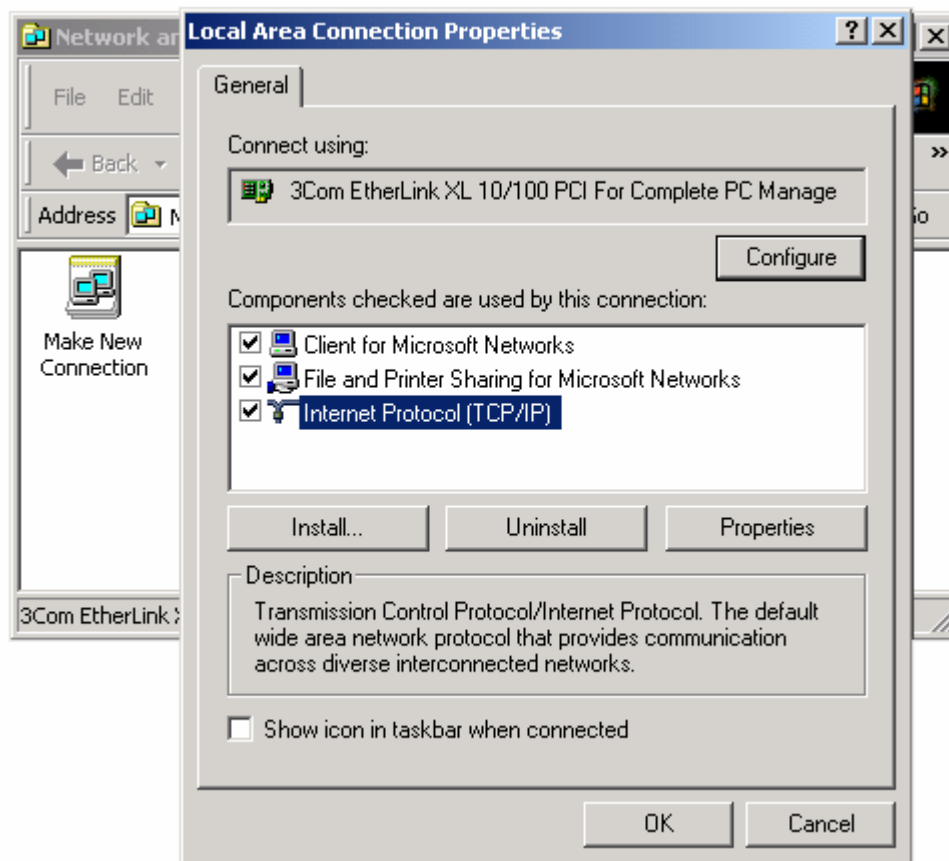 Network an
Local Area Connection Properties
File Edit
General
Back
Address
Connect using:
3Com EtherLink XL 10/100 PCI For Complete PC Manage
Configure
Make New
Connection
Components checked are used by this connection:
Client for Microsoft Networks
File and Printer Sharing for Microsoft Networks
Internet Protocol (TCP/IP)
Install...
Uninstall
Properties
Description
Transmission Control Protocol/Internet Protocol. The default
wide area network protocol that provides communication
across diverse interconnected networks.
3Com EtherLink
Show icon in taskbar when connected
OK
Cancel